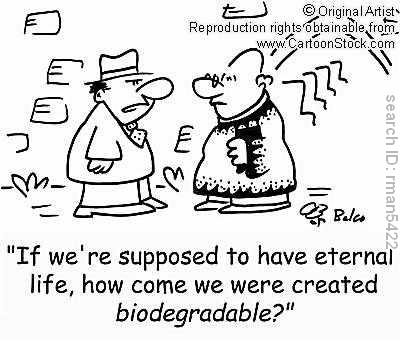 © Original Artist
Reproduction rights obtainable from
www.CartoonStock.com
search ID: rman5422
Balco
"If we're supposed to have eternal
life, how come we were created
biodegradable?"